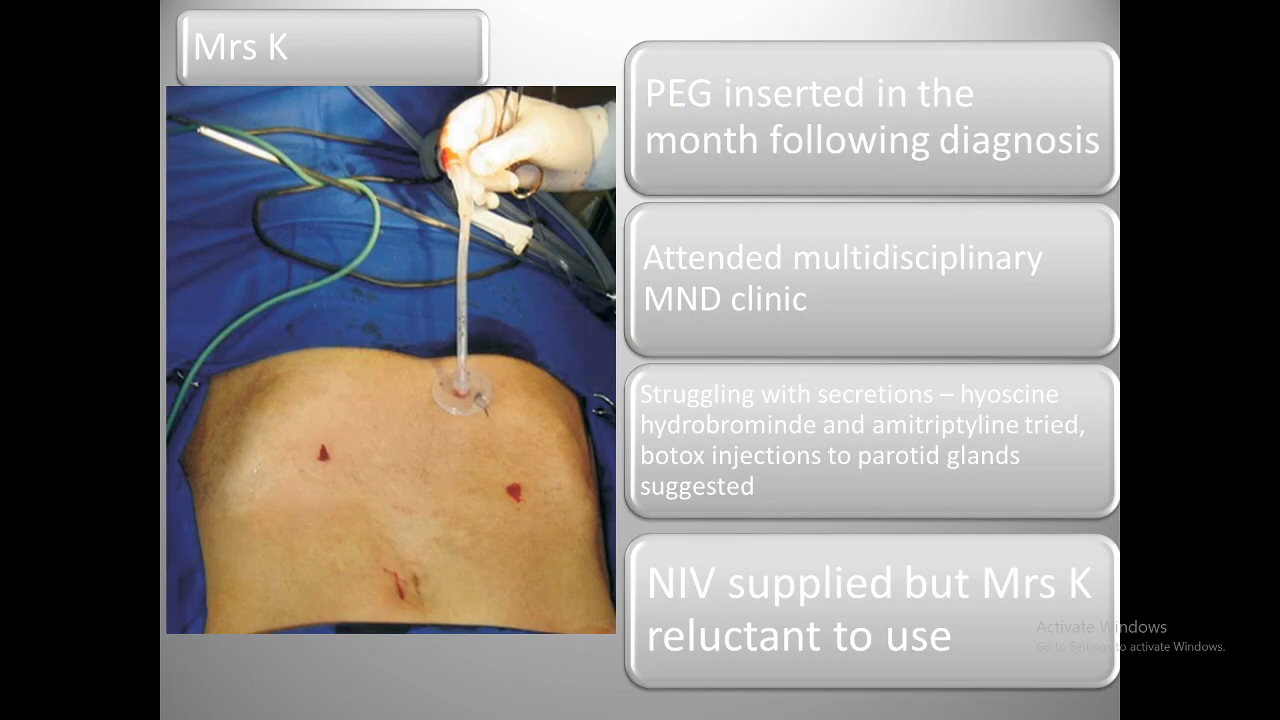 Mrs K
PEG inserted in the
month following diagnosis
Attended multidisciplinary
MND clinic
Struggling with secretions – hyoscine
hydrobrominde and amitriptyline tried,
botox injections to parotid glands
suggested
NIV supplied but Mrs K
reluctant to use
Activate Windows
Go to Settings to activate Windows.